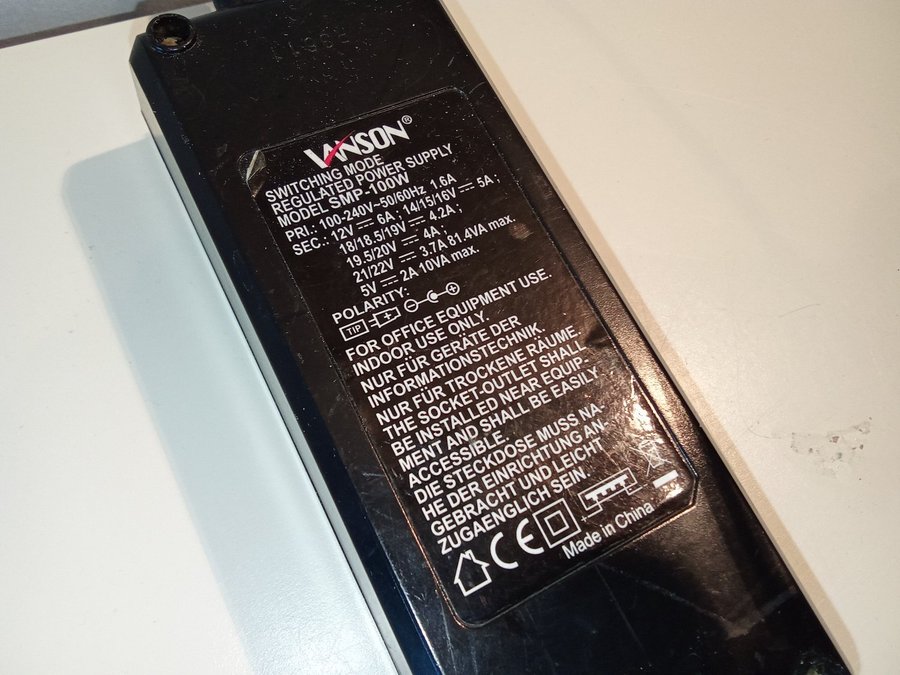 VANSON®
SWITCHING MODE
REGULATED POWER SUPPLY
MODEL SMP-100W
PRI.: 100-240V~50/60Hz 1.6A
SEC.: 12V ⎓ 6A ; 14/15/16V ⎓ 5A ;
18/18.5/19V ⎓ 4.2A ;
19.5/20V ⎓ 4A ;
21/22V ⎓ 3.7A 81.4VA max.
5V ⎓ 2A 10VA max.
POLARITY:
TIP + - +
FOR OFFICE EQUIPMENT USE.
INDOOR USE ONLY.
NUR FÜR GERÄTE DER
INFORMATIONSTECHNIK.
NUR FÜR TROCKENE RÄUME.
THE SOCKET-OUTLET SHALL
BE INSTALLED NEAR EQUIP-
MENT AND SHALL BE EASILY
ACCESSIBLE.
DIE STECKDOSE MUSS NA-
HE DER EINRICHTUNG AN-
GEBRACHT UND LEICHT
ZUGAENGLICH SEIN.
CE + -
Made in China